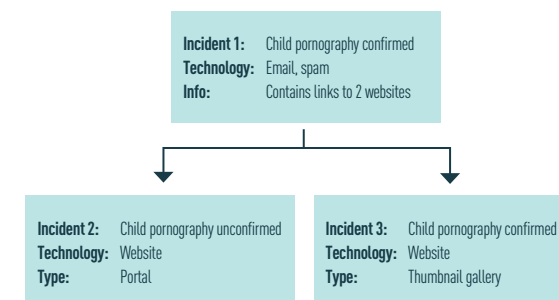 Incident 1: Child pornography confirmed
Technology: Email, spam
Info: Contains links to 2 websites
Incident 2: Child pornography unconfirmed
Technology: Website
Type: Portal
Incident 3: Child pornography confirmed
Technology: Website
Type: Thumbnail gallery